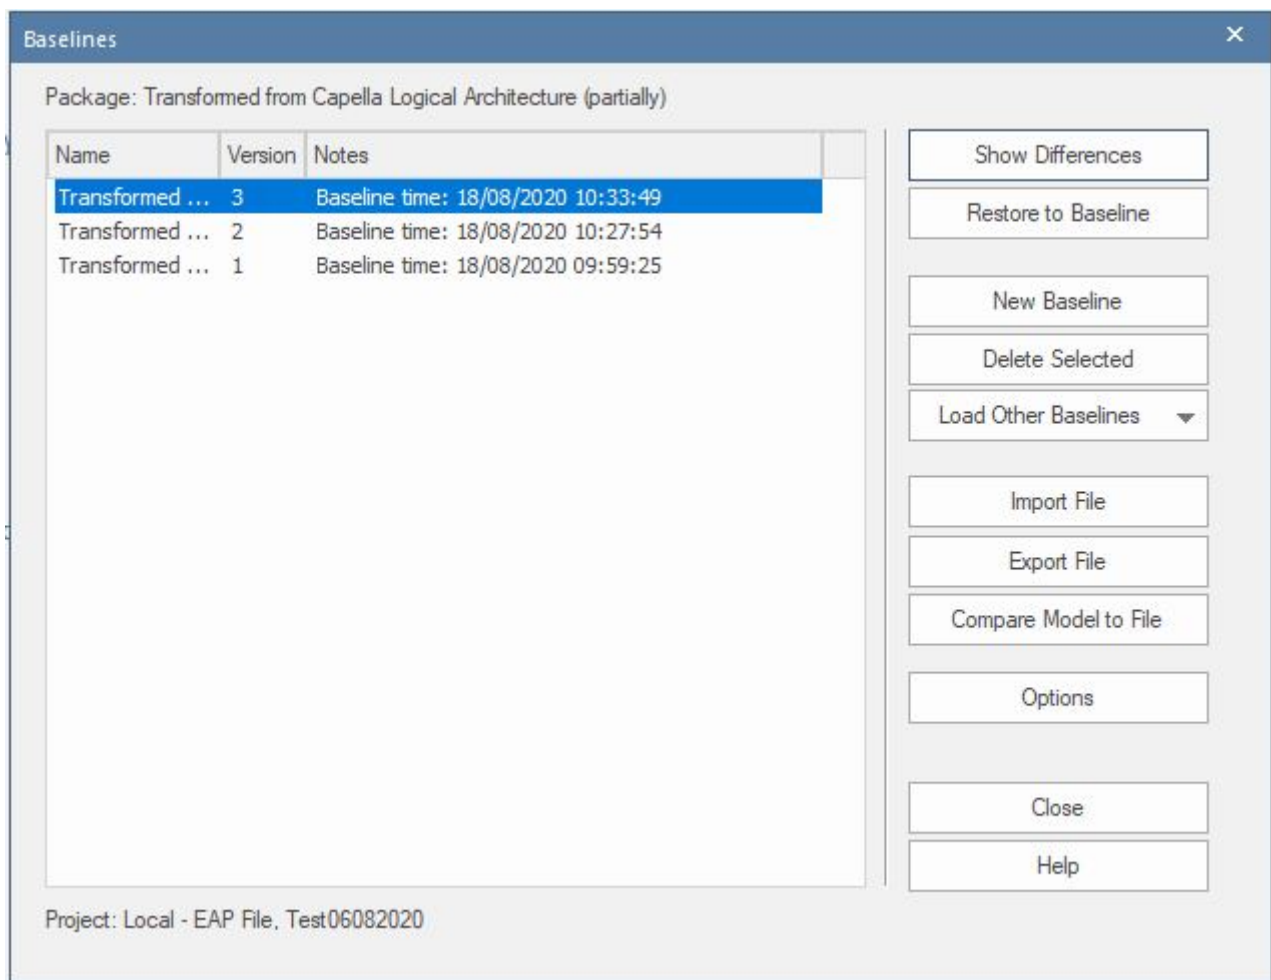 Baselines
Package: Transformed from Capella Logical Architecture (partially)
Name Version Notes
Transformed ... 3 Baseline time: 18/08/2020 10:33:49
Transformed ... 2 Baseline time: 18/08/2020 10:27:54
Transformed ... 1 Baseline time: 18/08/2020 09:59:25
Show Differences
Restore to Baseline
New Baseline
Delete Selected
Load Other Baselines
Import File
Export File
Compare Model to File
Options
Close
Help
Project: Local - EAP File, Test06082020